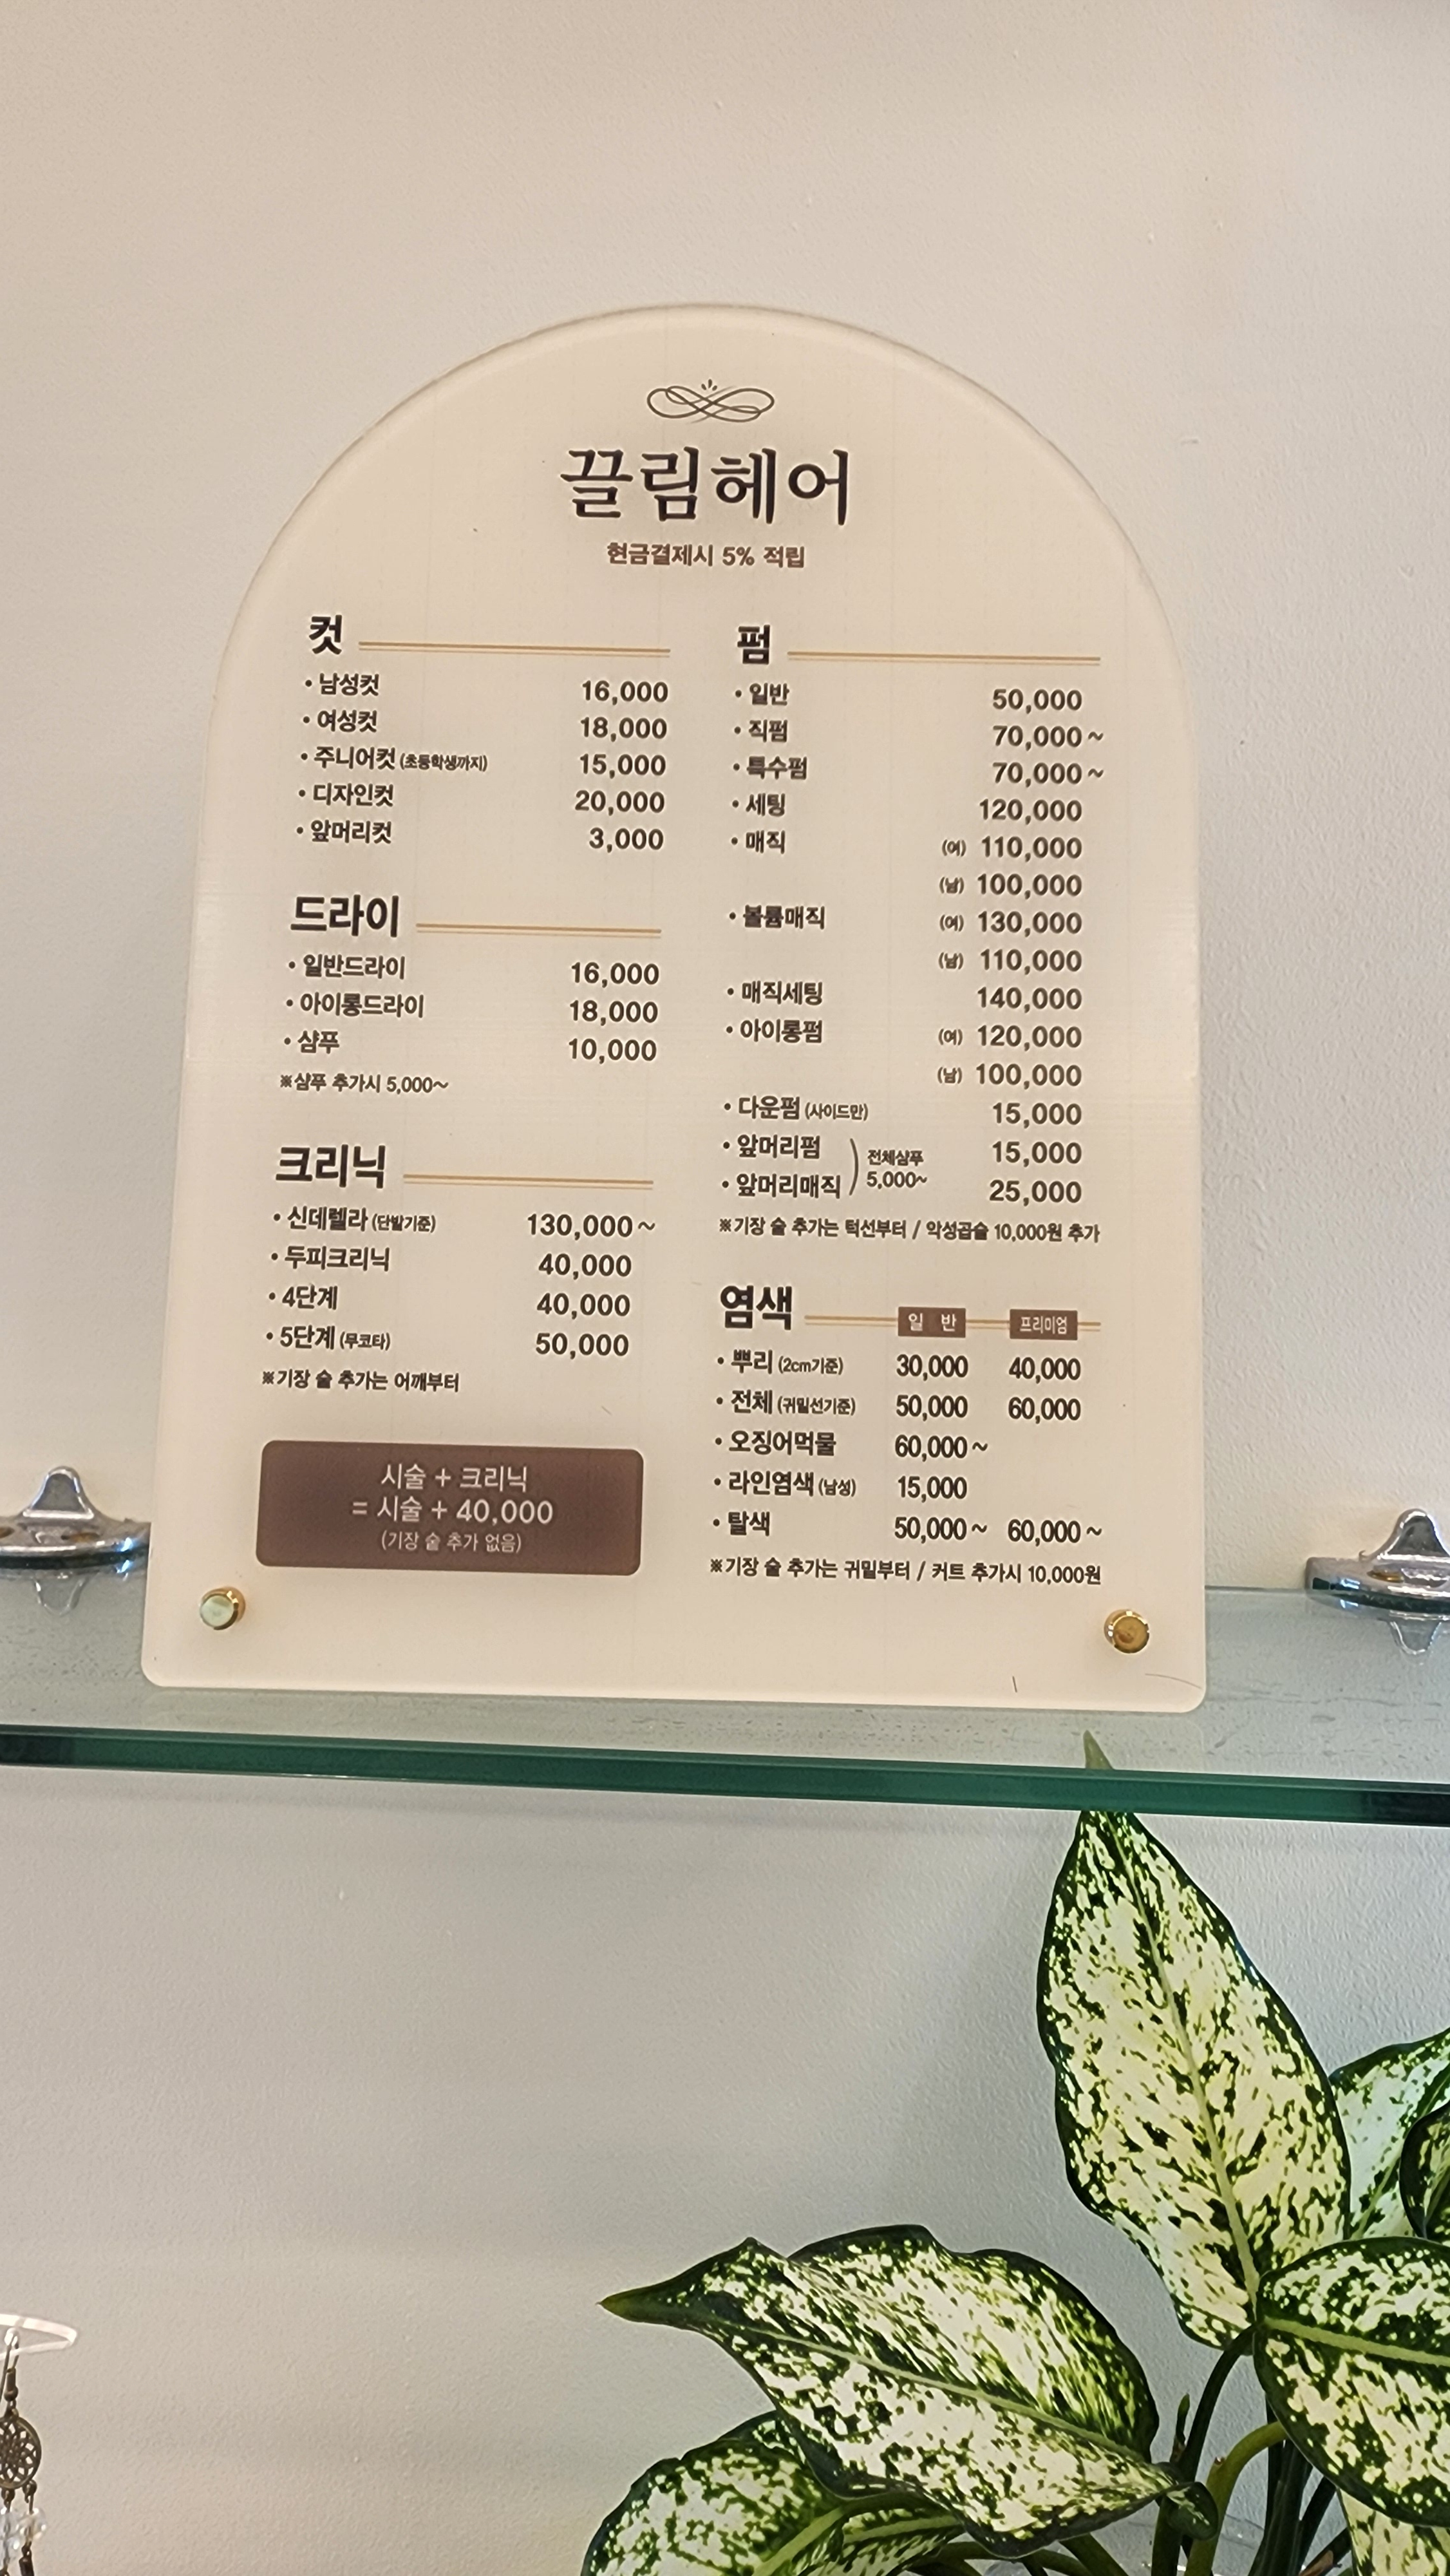 끌림헤어
현금결제시 5% 적립
컷
• 남성컷 16,000
• 여성컷 18,000
• 주니어컷 (초등학생까지) 15,000
• 디자인컷 20,000
• 앞머리컷 3,000
드라이
• 일반드라이 16,000
• 아이롱드라이 18,000
• 샴푸 10,000
※샴푸 추가시 5,000~
크리닉
• 신데렐라 (단발기준) 130,000~
• 두피크리닉 40,000
• 4단계 40,000
• 5단계 (무코타) 50,000
※기장 숱 추가는 어깨부터
시술 + 크리닉
= 시술 + 40,000
(기장 숱 추가 없음)
펌
• 일반 50,000
• 직펌 70,000~
• 특수펌 70,000~
• 세팅 120,000
• 매직 (여) 110,000
(남) 100,000
• 볼륨매직 (여) 130,000
(남) 110,000
• 매직세팅 140,000
• 아이롱펌 (여) 120,000
(남) 100,000
• 다운펌 (사이드만) 15,000
• 앞머리펌 전체샴푸 15,000
• 앞머리매직 5,000~ 25,000
※기장 숱 추가는 턱선부터 / 악성곱슬 10,000원 추가
염색 일 반 프리미엄
• 뿌리 (2cm기준) 30,000 40,000
• 전체 (귀밑선기준) 50,000 60,000
• 오징어먹물 60,000~
• 라인염색 (남성) 15,000
• 탈색 50,000~ 60,000~
※기장 숱 추가는 귀밑부터 / 커트 추가시 10,000원